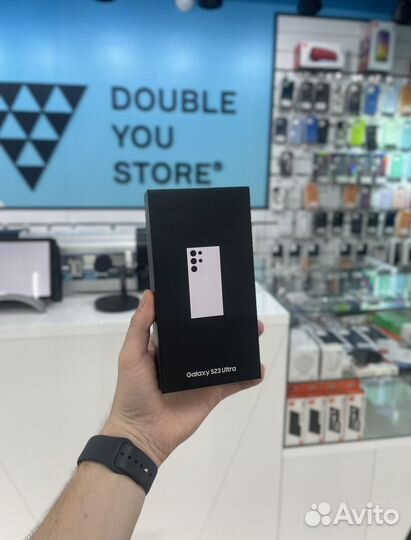 DOUBLE
YOU
STORE®
Galaxy S23 Ultra
Avito